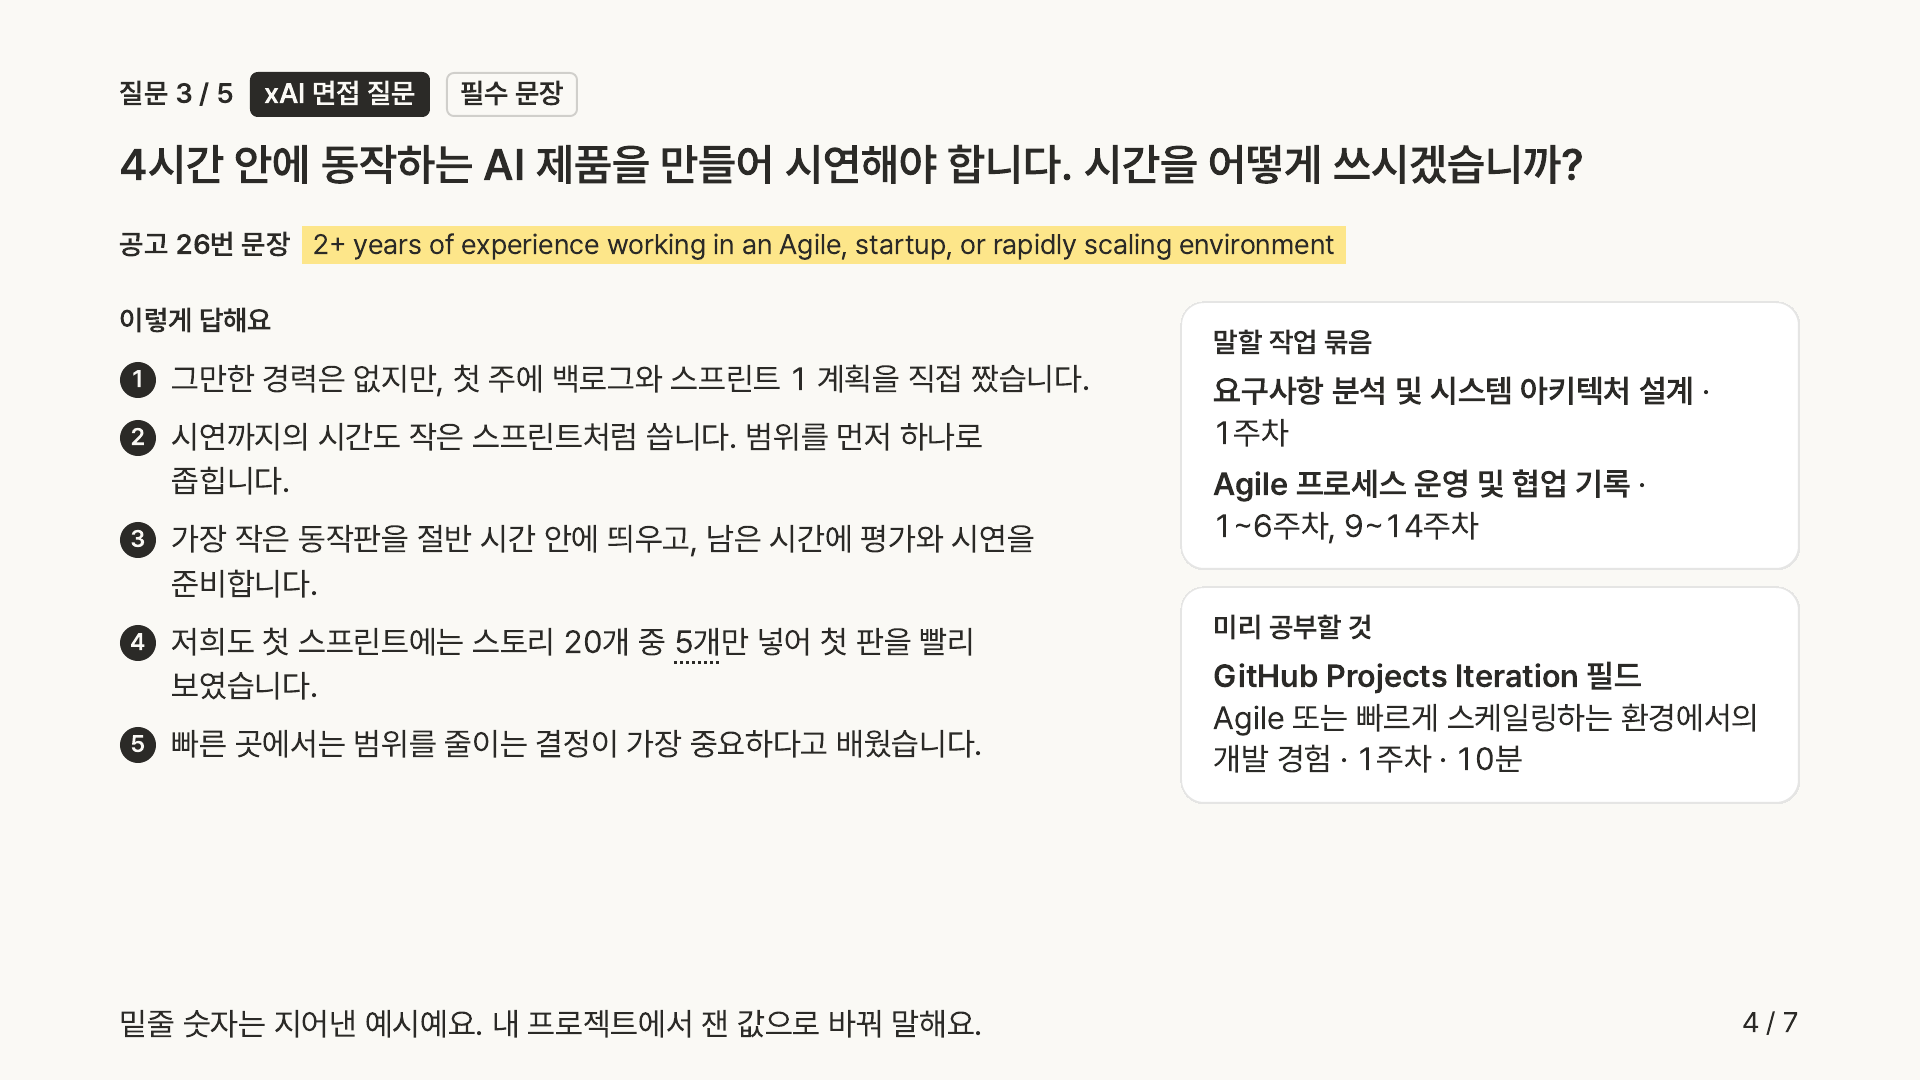 질문 3 / 5 xAI 면접 질문 필수 문장
4시간 안에 동작하는 AI 제품을 만들어 시연해야 합니다. 시간을 어떻게 쓰시겠습니까?
공고 26번 문장 2+ years of experience working in an Agile, startup, or rapidly scaling environment
이렇게 답해요
1 그만한 경력은 없지만, 첫 주에 백로그와 스프린트 1 계획을 직접 짰습니다.
2 시연까지의 시간도 작은 스프린트처럼 씁니다. 범위를 먼저 하나로
좁힙니다.
3 가장 작은 동작판을 절반 시간 안에 띄우고, 남은 시간에 평가와 시연을
준비합니다.
4 저희도 첫 스프린트에는 스토리 20개 중 5개만 넣어 첫 판을 빨리
보였습니다.
5 빠른 곳에서는 범위를 줄이는 결정이 가장 중요하다고 배웠습니다.
말할 작업 묶음
요구사항 분석 및 시스템 아키텍처 설계 ·
1주차
Agile 프로세스 운영 및 협업 기록 ·
1~6주차, 9~14주차
미리 공부할 것
GitHub Projects Iteration 필드
Agile 또는 빠르게 스케일링하는 환경에서의
개발 경험 · 1주차 · 10분
밑줄 숫자는 지어낸 예시예요. 내 프로젝트에서 잰 값으로 바꿔 말해요.
4 / 7